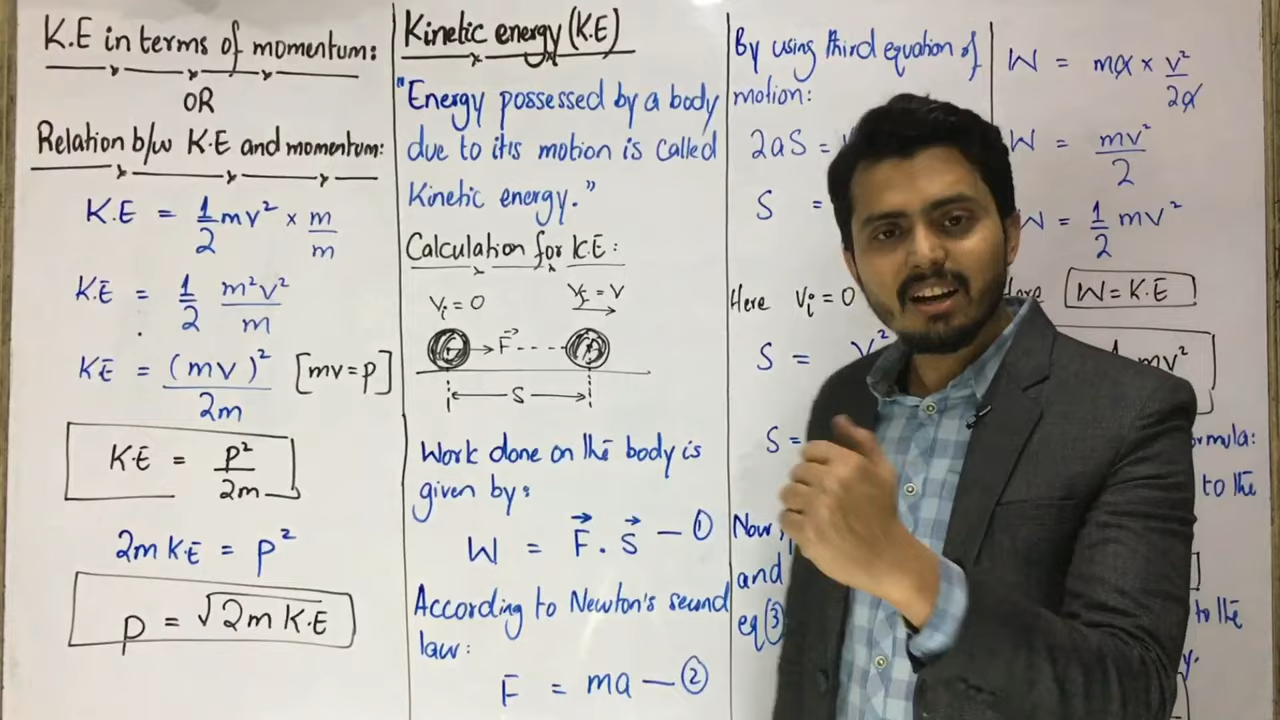 K.E in terms of momentum:
OR
Relation b/w K.E and momentum:
K.E = 1/2 mv² × m/m
K.E = 1/2 m²v²/m
K.E = (mv)²/2m [mv=p]
K.E = p²/2m
2m K.E = p²
p = √2m K.E
Kinetic energy (K.E)
"Energy possessed by a body
due to its motion is called
Kinetic energy."
Calculation for K.E:
Vi = 0
Vf = V
F
S
Work done on the body is
given by:
W = F . S — ①
According to Newton's second
law:
F = ma — ②
By using third equation of
motion:
2aS =
S =
Here Vi = 0
S = V²
S =
Now,
and
eq ③
W = ma × v²/2a
W = mv²/2
W = 1/2 mv²
W = K.E
mv²
to the
to the